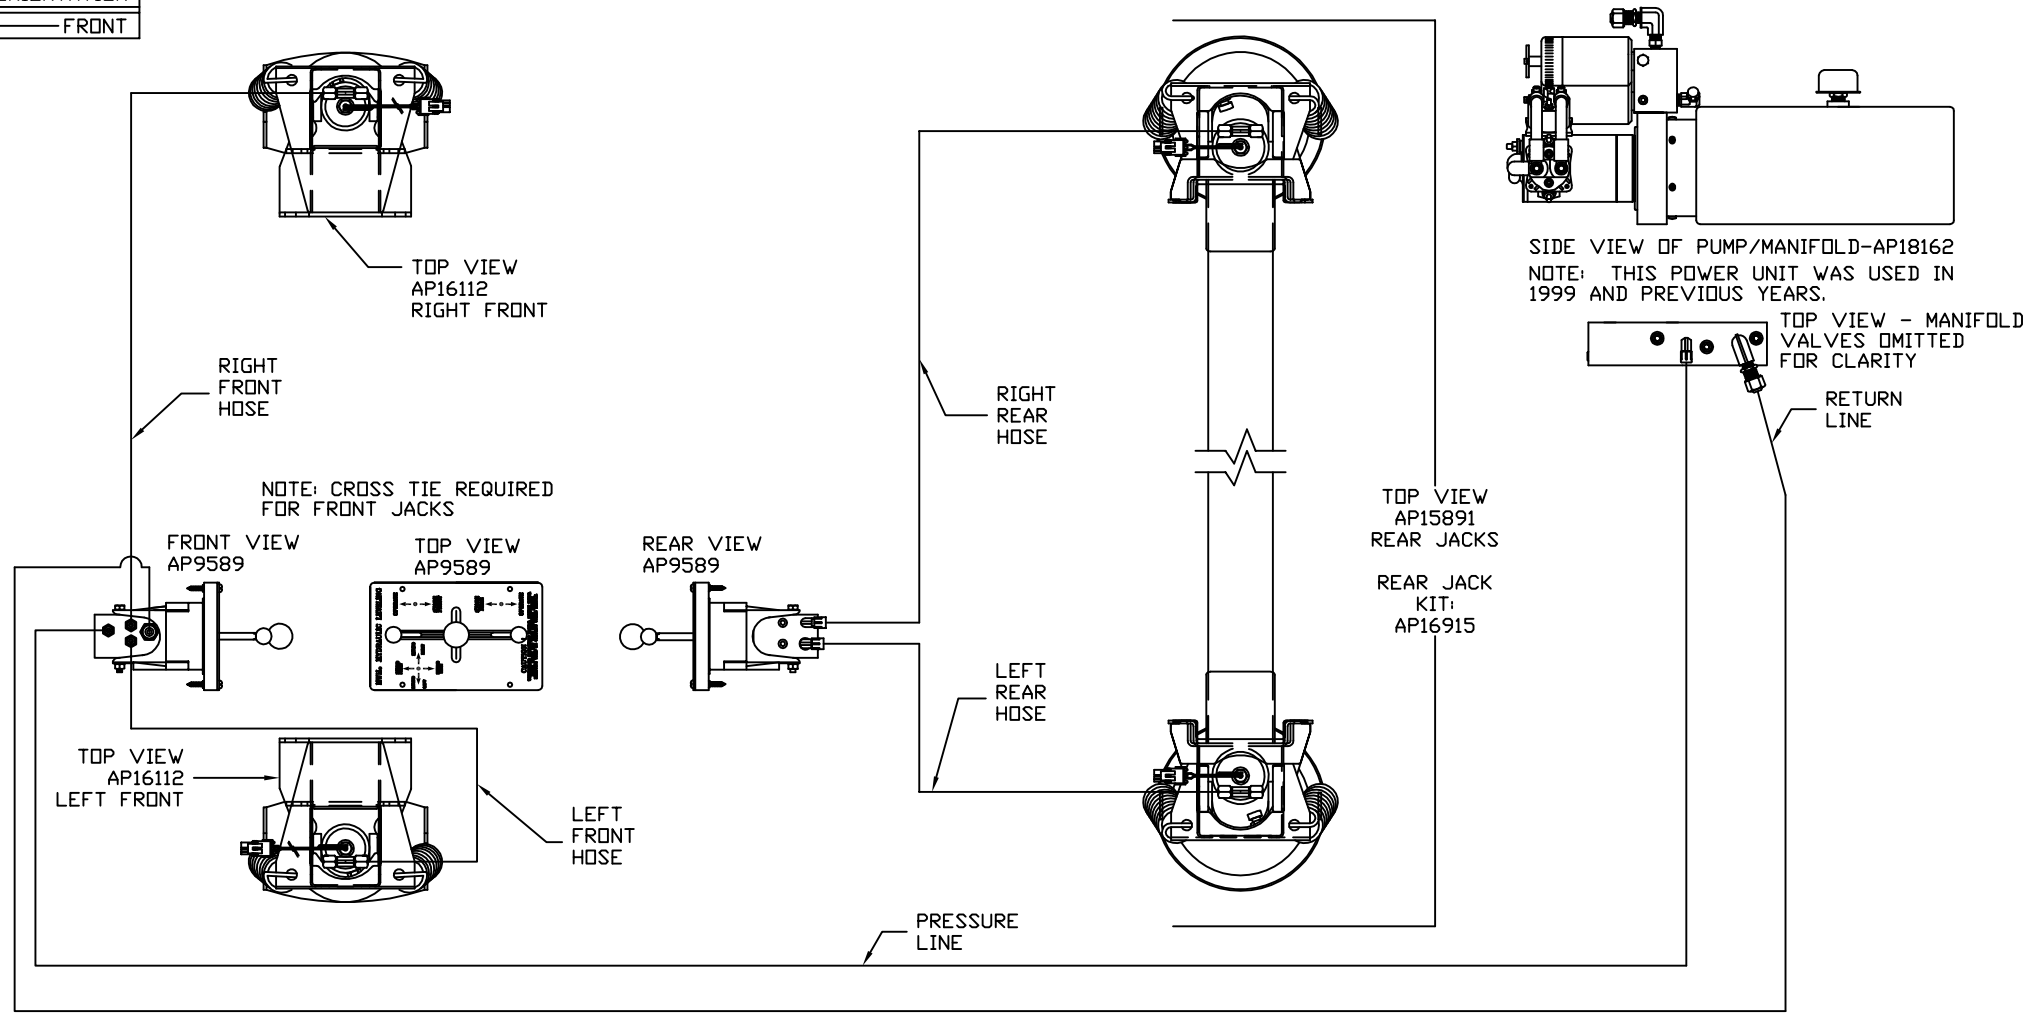 FRONT
TOP VIEW
AP16112
RIGHT FRONT
RIGHT
FRONT
HOSE
NOTE: CROSS TIE REQUIRED
FOR FRONT JACKS
FRONT VIEW
AP9589
TOP VIEW
AP9589
REAR VIEW
AP9589
TOP VIEW
AP16112
LEFT FRONT
LEFT
FRONT
HOSE
RIGHT
REAR
HOSE
LEFT
REAR
HOSE
PRESSURE
LINE
TOP VIEW
AP15891
REAR JACKS
REAR JACK
KIT:
AP16915
SIDE VIEW OF PUMP/MANIFOLD-AP18162
NOTE: THIS POWER UNIT WAS USED IN
1999 AND PREVIOUS YEARS.
TOP VIEW - MANIFOLD
VALVES OMITTED
FOR CLARITY
RETURN
LINE